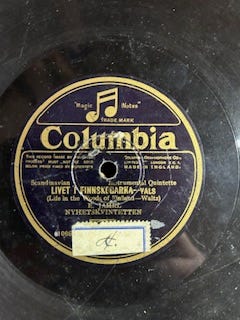 "Magic Notes"
TRADE MARK
Columbia
MADE IN ENGLAND.
Scandinavian Instrumental Quintette
LIVET I FINNSKOGARNA—VALS
(Life in the Woods of Finland—Waltz)
E. JAHRL
NYHETSKVINTETTEN